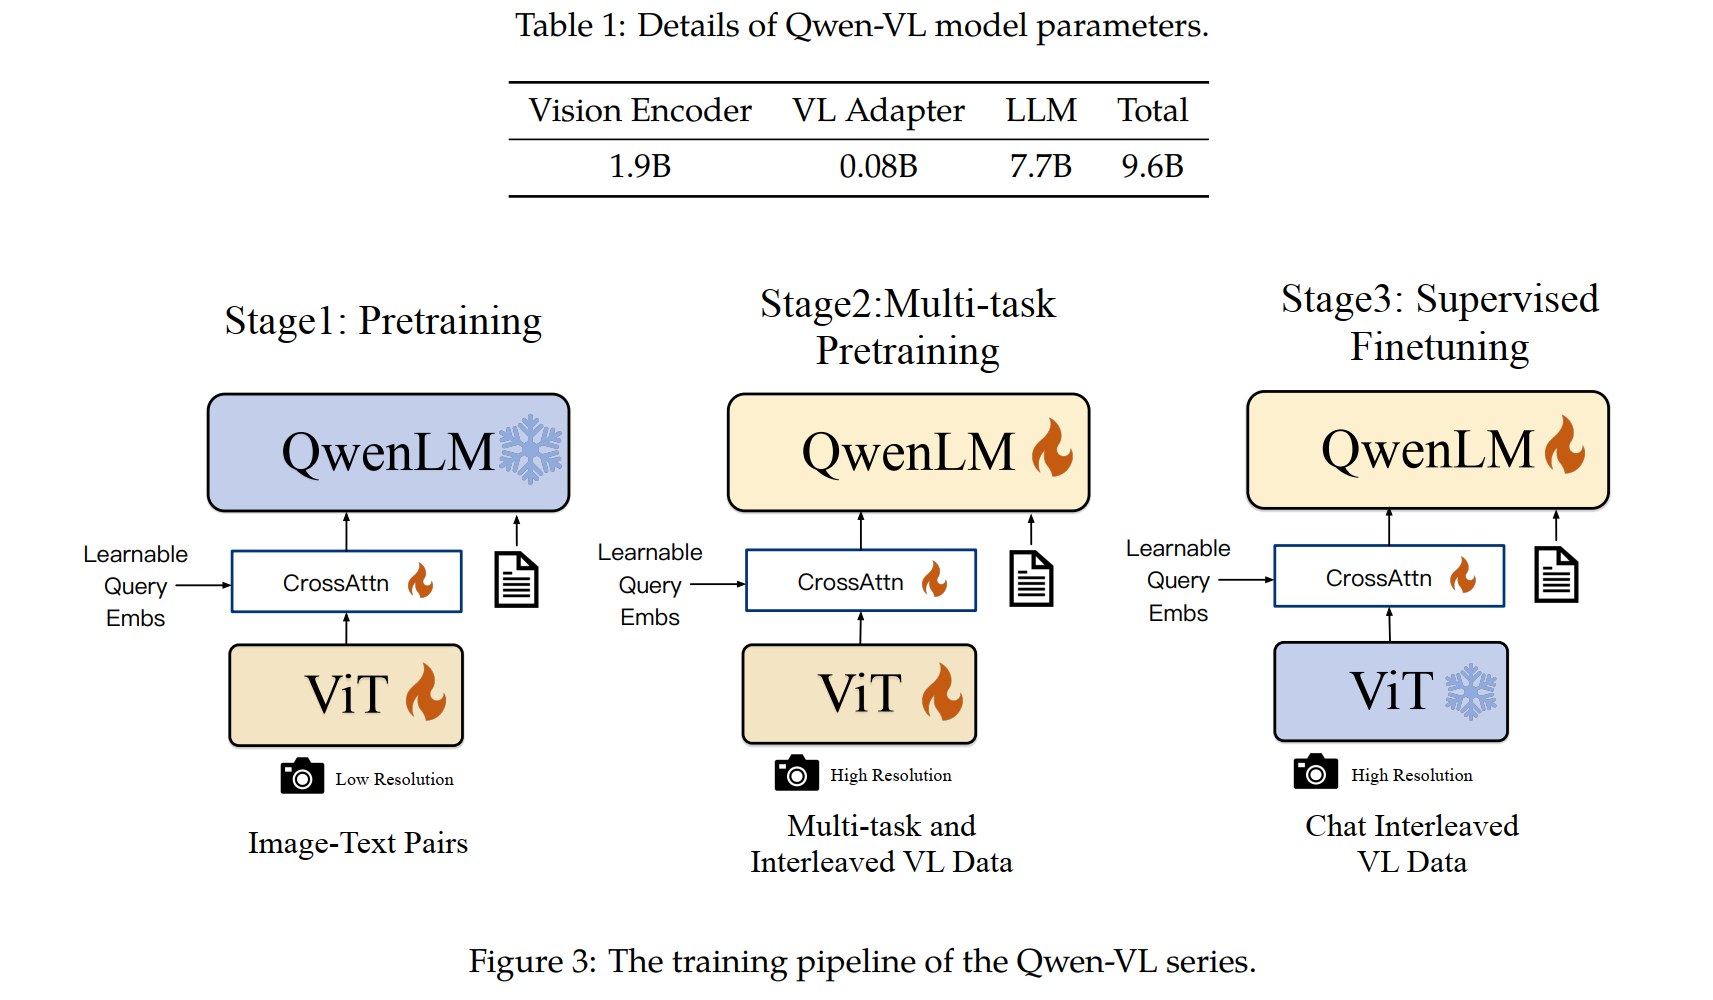 Table 1: Details of Qwen-VL model parameters.
Vision Encoder VL Adapter LLM Total
1.9B 0.08B 7.7B 9.6B
Stage1: Pretraining
QwenLM
Learnable
Query
Embs
CrossAttn
ViT
Low Resolution
Image-Text Pairs
Stage2:Multi-task
Pretraining
QwenLM
Learnable
Query
Embs
CrossAttn
ViT
High Resolution
Multi-task and
Interleaved VL Data
Stage3: Supervised
Finetuning
QwenLM
Learnable
Query
Embs
CrossAttn
ViT
High Resolution
Chat Interleaved
VL Data
Figure 3: The training pipeline of the Qwen-VL series.